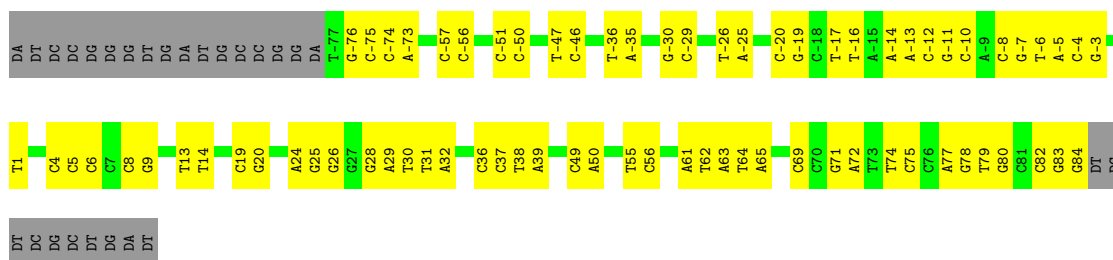 DA DT DC DC DG DG DG DT DG DA DT DG DC DC DG DG DA T-77 G-76 C-75 C-74 A-73 C-57 C-56 C-51 C-50 T-47 C-46 T-36 A-35 G-30 C-29 T-26 A-25 C-20 G-19 C-18 T-17 T-16 A-15 A-14 A-13 C-12 G-11 C-10 A-9 C-8 G-7 T-6 A-5 C-4 G-3
T1 C4 C5 C6 C7 C8 G9 T13 T14 C19 G20 A24 G25 G26 G27 G28 A29 T30 T31 A32 C36 C37 T38 A39 C49 A50 T55 C56 A61 T62 A63 T64 A65 C69 C70 G71 A72 T73 T74 C75 C76 A77 G78 T79 G80 C81 C82 G83 G84 DT
DT DC DG DC DT DG DA DT